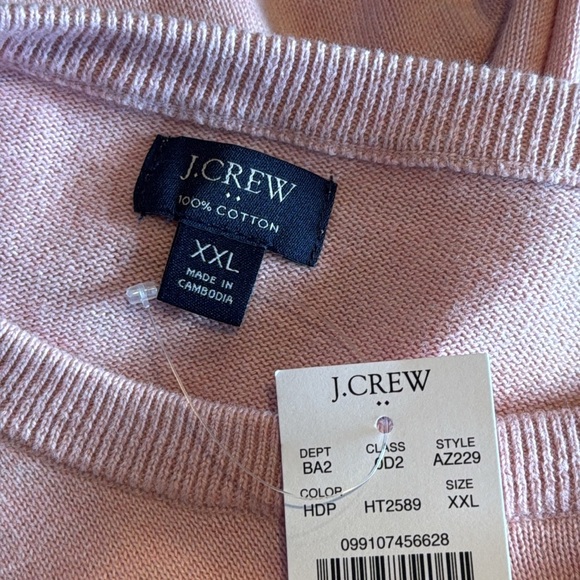 J.CREW
100% COTTON
XXL
MADE IN
CAMBODIA
J.CREW
DEPT CLASS STYLE
BA2 0D2 AZ229
COLOR SIZE
HDP HT2589 XXL
099107456628